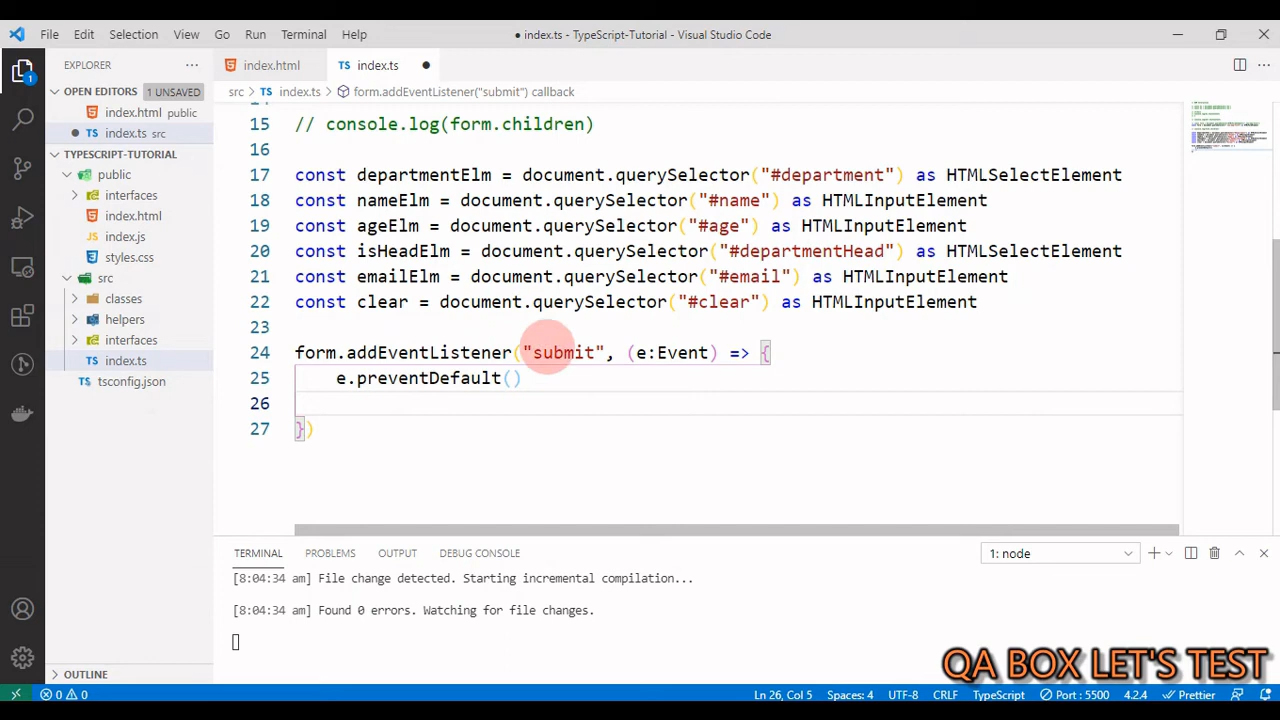 File Edit Selection View Go Run Terminal Help
● index.ts - TypeScript-Tutorial - Visual Studio Code
EXPLORER
OPEN EDITORS 1 UNSAVED
index.html public
index.ts src
TYPESCRIPT-TUTORIAL
public
interfaces
index.html
index.js
styles.css
src
classes
helpers
interfaces
index.ts
tsconfig.json
OUTLINE
index.html
index.ts
src > index.ts > form.addEventListener("submit") callback
15 // console.log(form.children)
16
17 const departmentElm = document.querySelector("#department") as HTMLSelectElement
18 const nameElm = document.querySelector("#name") as HTMLInputElement
19 const ageElm = document.querySelector("#age") as HTMLInputElement
20 const isHeadElm = document.querySelector("#departmentHead") as HTMLSelectElement
21 const emailElm = document.querySelector("#email") as HTMLInputElement
22 const clear = document.querySelector("#clear") as HTMLInputElement
23
24 form.addEventListener("submit", (e:Event) => {
25 e.preventDefault()
26
27 })
TERMINAL PROBLEMS OUTPUT DEBUG CONSOLE 1: node
[8:04:34 am] File change detected. Starting incremental compilation...
[8:04:34 am] Found 0 errors. Watching for file changes.
QA BOX LET'S TEST
0 0 Ln 26, Col 5 Spaces: 4 UTF-8 CRLF TypeScript Port : 5500 4.2.4 Prettier